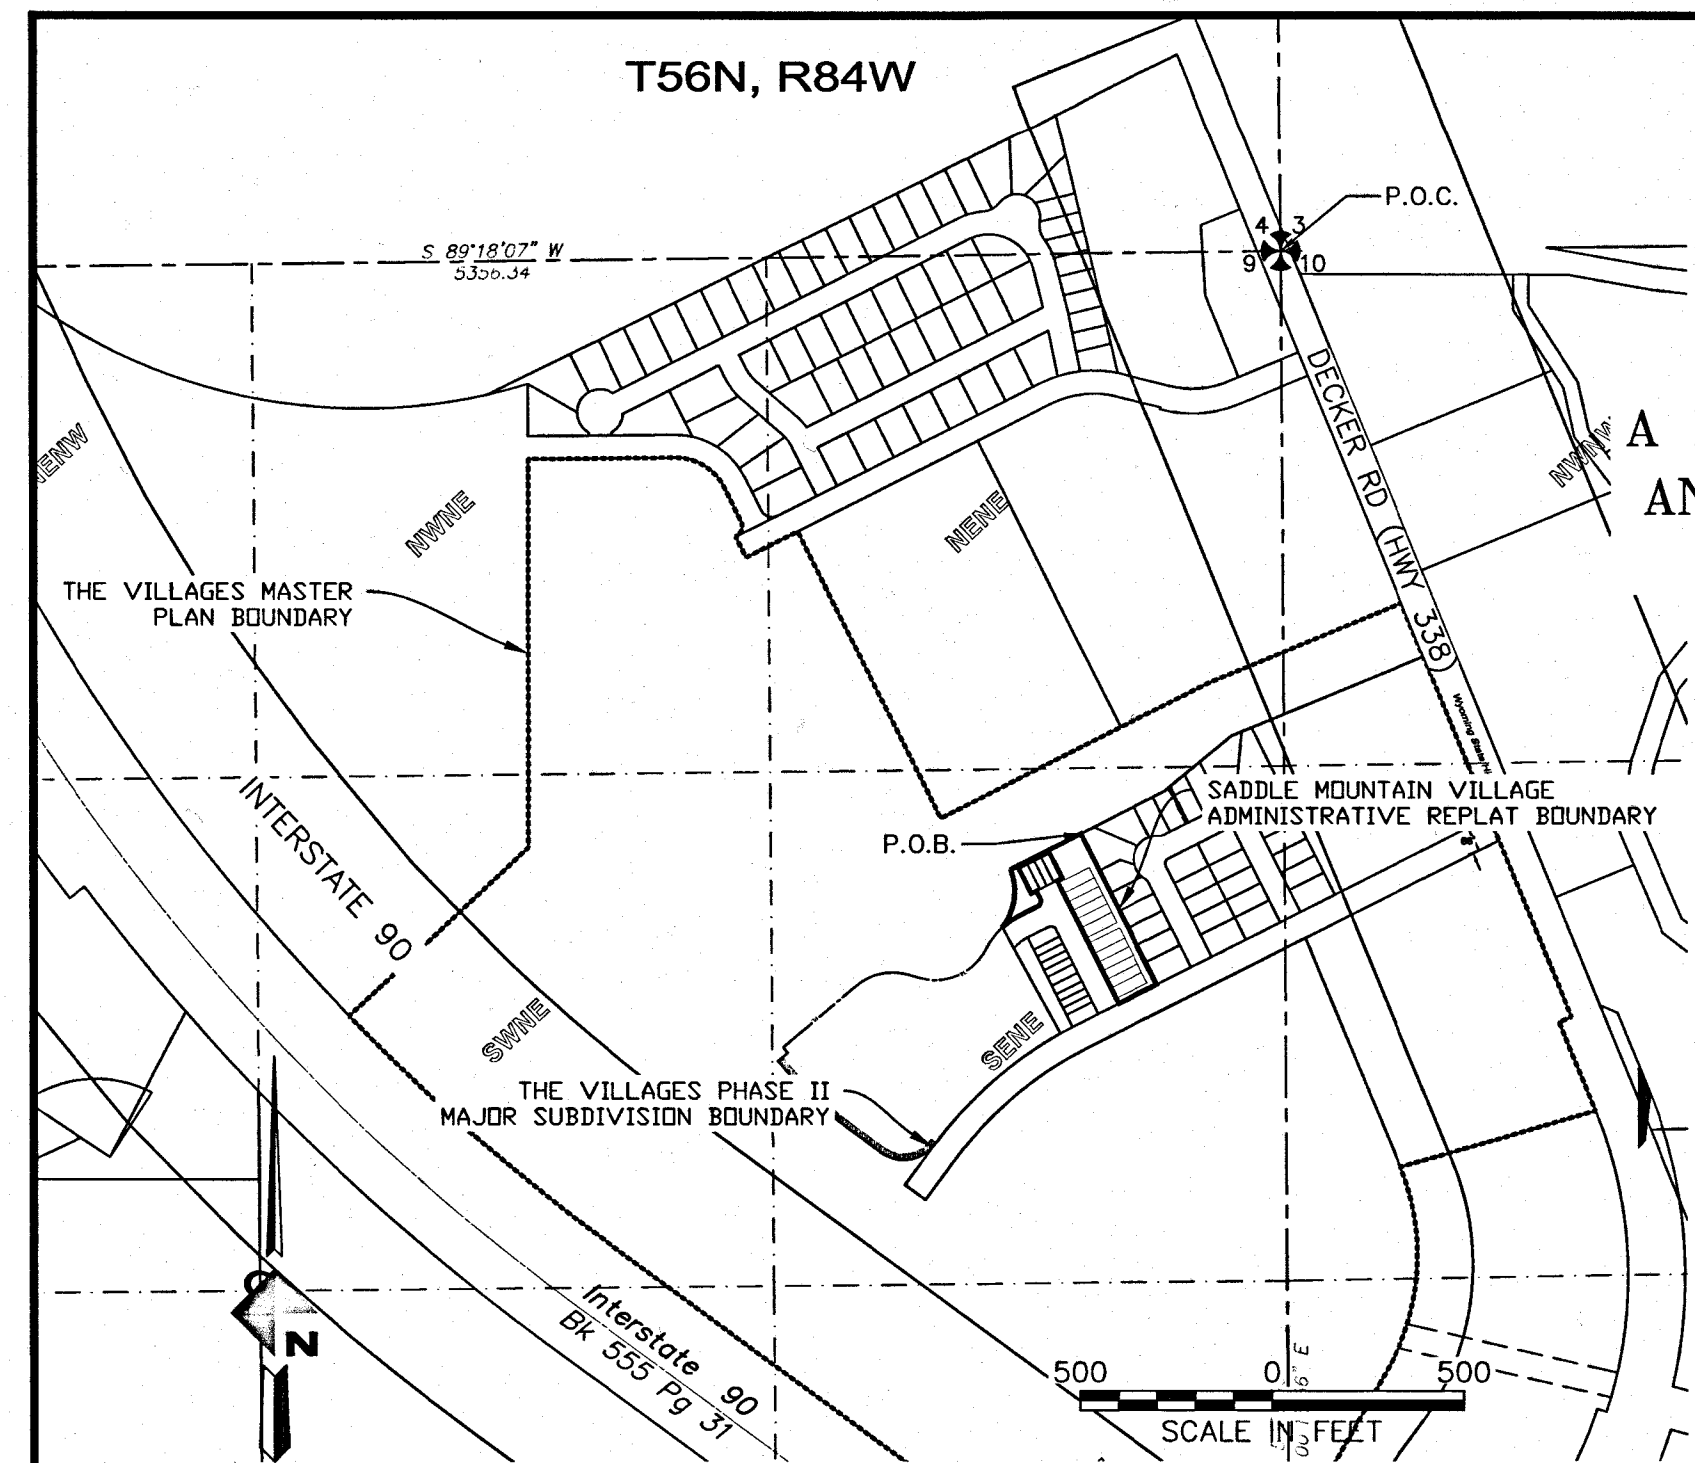 T56N, R84W
P.O.C.
4 3
9 10
S 89°18'07" W
5356.34
DECKER RD (HWY 338)
A
AN
NENW
NWNE
NENE
NWNW
THE VILLAGES MASTER
PLAN BOUNDARY
INTERSTATE 90
SADDLE MOUNTAIN VILLAGE
ADMINISTRATIVE REPLAT BOUNDARY
P.O.B.
SWNE
SENE
THE VILLAGES PHASE II
MAJOR SUBDIVISION BOUNDARY
N
Interstate 90
Bk 555 Pg 31
500 0 500
SCALE IN FEET